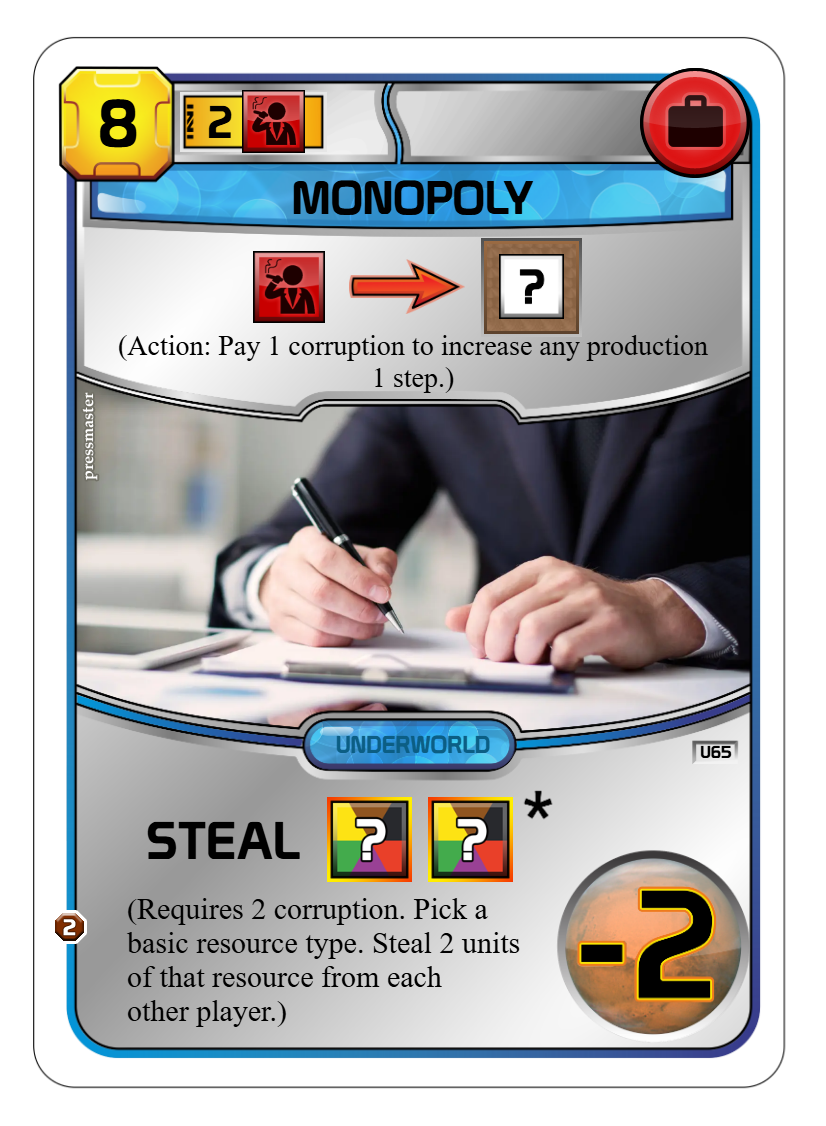 8
2
MONOPOLY
?
(Action: Pay 1 corruption to increase any production
1 step.)
pressmaster
UNDERWORLD
U65
STEAL ? ? *
(Requires 2 corruption. Pick a
basic resource type. Steal 2 units
of that resource from each
other player.)
2
-2